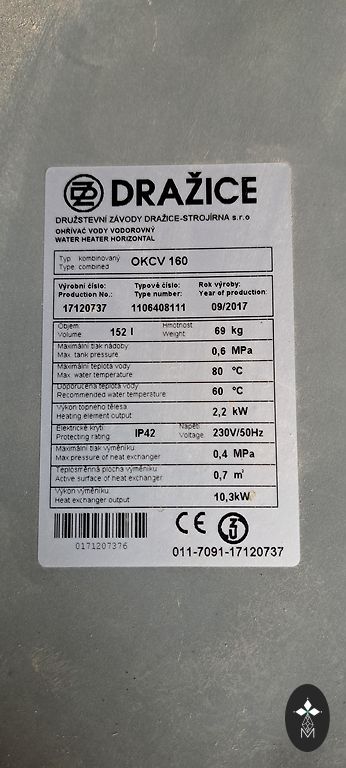 DZ DRAŽICE
DRUŽSTEVNÍ ZÁVODY DRAŽICE-STROJÍRNA s.r.o
OHŘÍVAČ VODY VODOROVNÝ
WATER HEATER HORIZONTAL
Typ kombinovaný
Type combined OKCV 160
Výrobní číslo: Typové číslo: Rok výroby:
Production No.: Type number: Year of production:
17120737 1106408111 09/2017
Objem Hmotnost
Volume 152 l Weight: 69 kg
Maximální tlak nádoby
Max. tank pressure 0,6 MPa
Maximální teplota vody
Max. water temperature 80 °C
Doporučená teplota vody
Recommended water temperature 60 °C
Výkon topného tělesa
Heating element output 2,2 kW
Elektrické krytí Napětí
Protecting rating IP42 Voltage 230V/50Hz
Maximální tlak výměníku
Max pressure of heat exchanger 0,4 MPa
Teplosměnná plocha výměníku
Active surface of heat exchanger 0,7 m²
Výkon výměníku
Heat exchanger output 10,3kW
CE
0171207376
011-7091-17120737
M